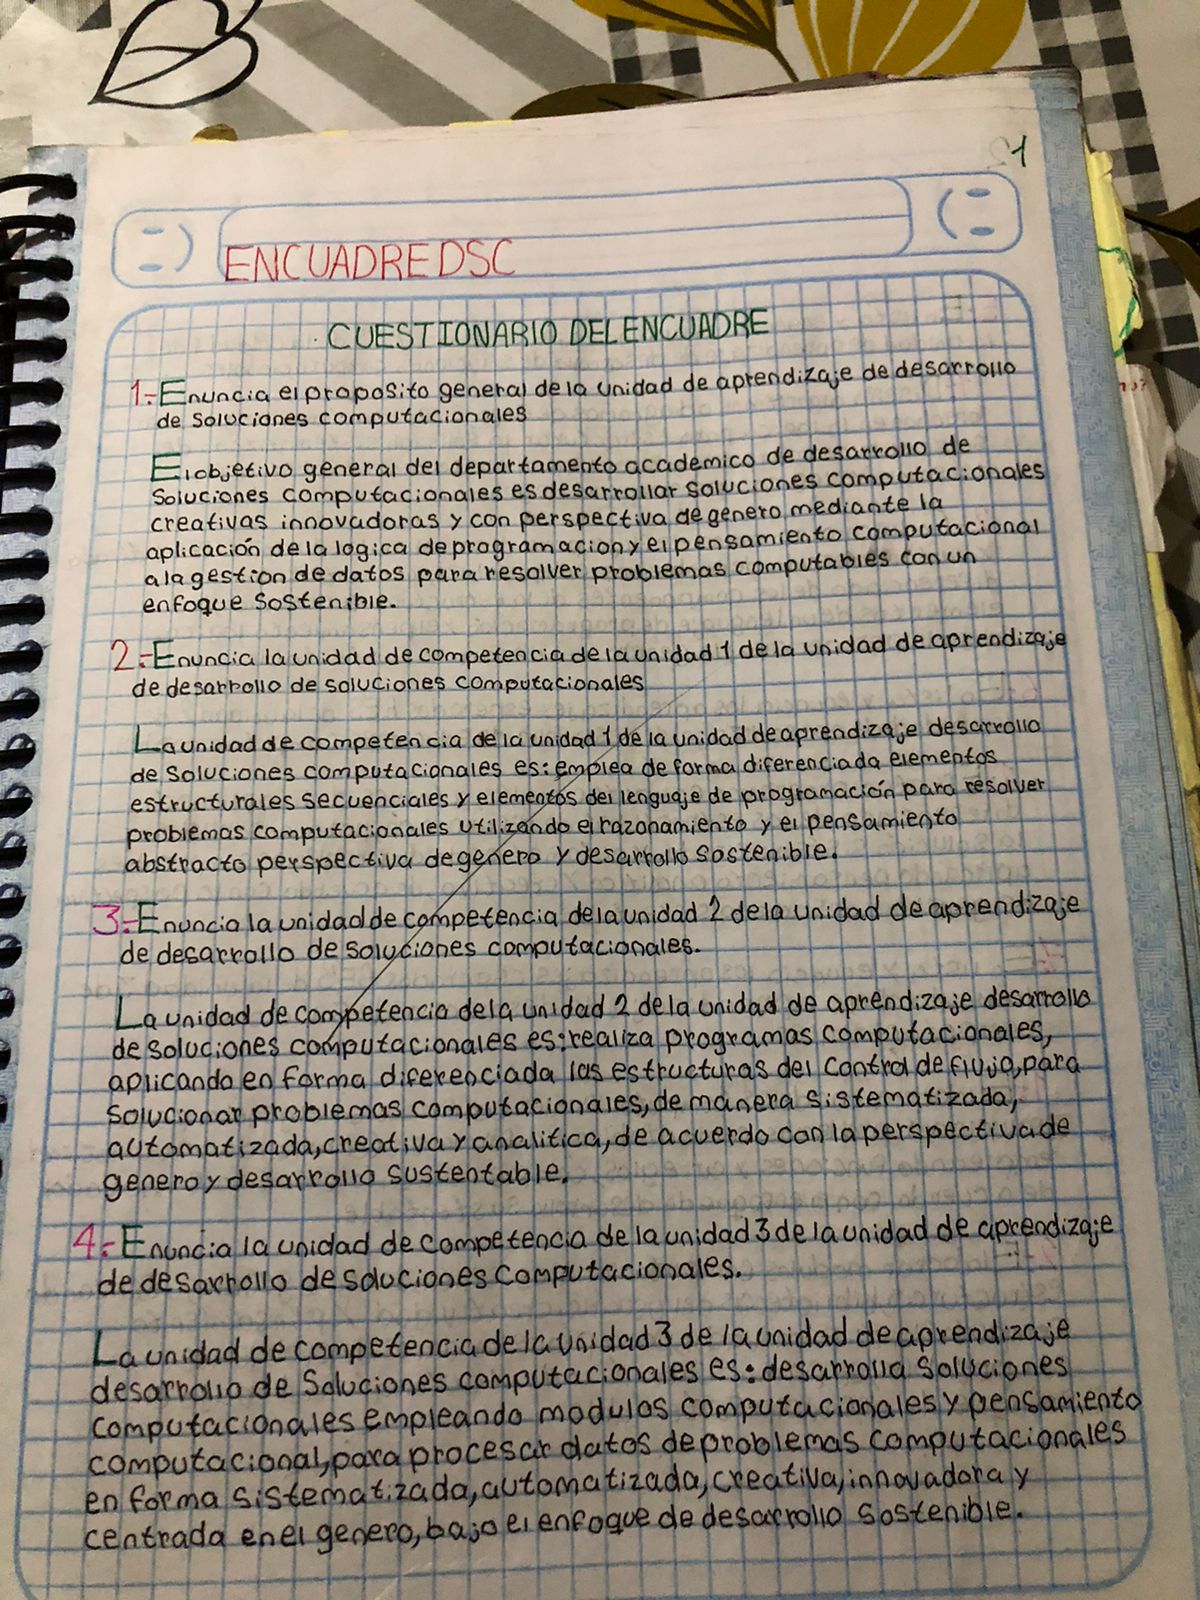 1
ENCUADRE DSC
CUESTIONARIO DEL ENCUADRE
1.- Enuncia el proposito general de la unidad de aprendizaje de desarrollo
de soluciones computacionales
El objetivo general del departamento academico de desarrollo de
soluciones computacionales es desarrollar soluciones computacionales
creativas innovadoras y con perspectiva de genero mediante la
aplicación de la logica de programacion y el pensamiento computacional
a la gestion de datos para resolver problemas computables con un
enfoque sostenible.
2.- Enuncia la unidad de competencia de la unidad 1 de la unidad de aprendizaje
de desarrollo de soluciones computacionales
La unidad de competencia de la unidad 1 de la unidad de aprendizaje desarrollo
de soluciones computacionales es: emplea de forma diferenciada elementos
estructurales secuenciales y elementos del lenguaje de programación para resolver
problemas computacionales utilizando el razonamiento y el pensamiento
abstracto perspectiva de genero y desarrollo sostenible.
3.- Enuncia la unidad de competencia de la unidad 2 de la unidad de aprendizaje
de desarrollo de soluciones computacionales.
La unidad de competencia de la unidad 2 de la unidad de aprendizaje desarrollo
de soluciones computacionales es: realiza programas computacionales,
aplicando en forma diferenciada las estructuras del control de flujo, para
solucionar problemas computacionales, de manera sistematizada,
automatizada, creativa y analitica, de acuerdo con la perspectiva de
genero y desarrollo sustentable.
4.- Enuncia la unidad de competencia de la unidad 3 de la unidad de aprendizaje
de desarrollo de soluciones computacionales.
La unidad de competencia de la unidad 3 de la unidad de aprendizaje
desarrollo de soluciones computacionales es: desarrolla soluciones
computacionales empleando modulos computacionales y pensamiento
computacional, para procesar datos de problemas computacionales
en forma sistematizada, automatizada, creativa, innovadora y
centrada en el genero, bajo el enfoque de desarrollo sostenible.